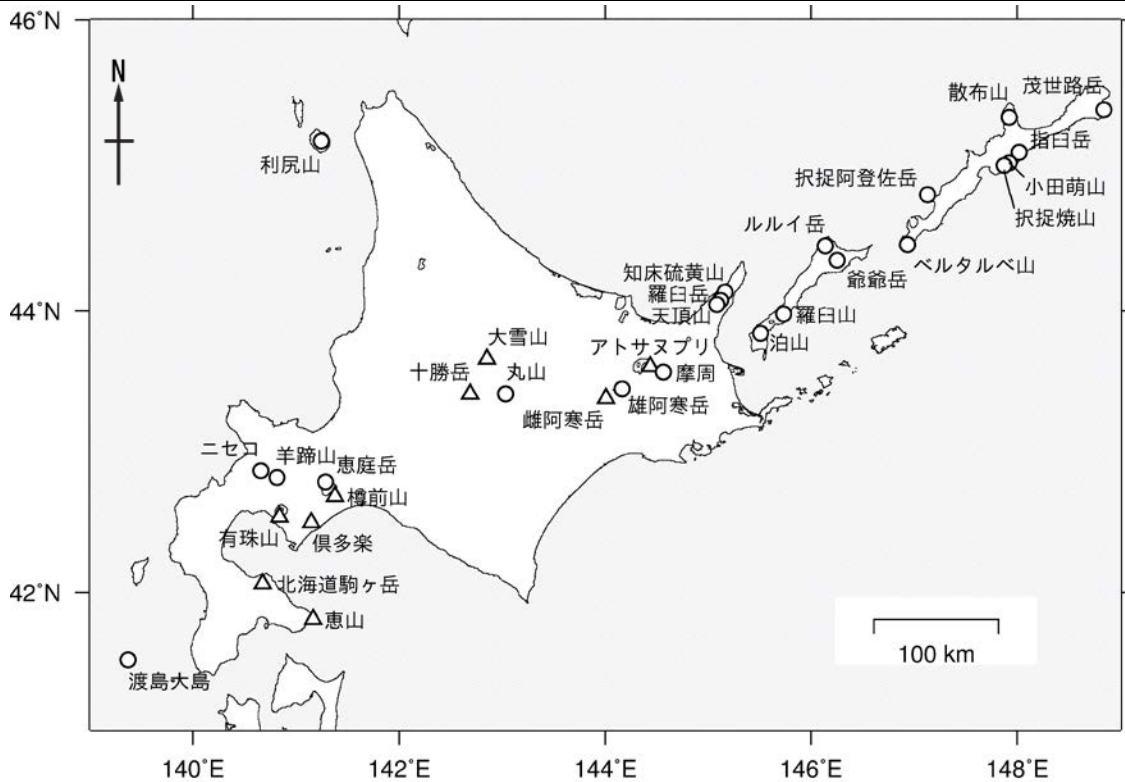 46°N
N
散布山
茂世路岳
指臼岳
利尻山
択捉阿登佐岳
小田萌山
択捉焼山
ルルイ岳
ベルタルベ山
知床硫黄山
爺爺岳
羅臼岳
44°N
天頂山
羅臼山
大雪山
アトサヌプリ
泊山
十勝岳
丸山
摩周
雌阿寒岳
雄阿寒岳
ニセコ
羊蹄山
恵庭岳
樽前山
有珠山
倶多楽
42°N
北海道駒ヶ岳
恵山
100 km
渡島大島
140°E
142°E
144°E
146°E
148°E